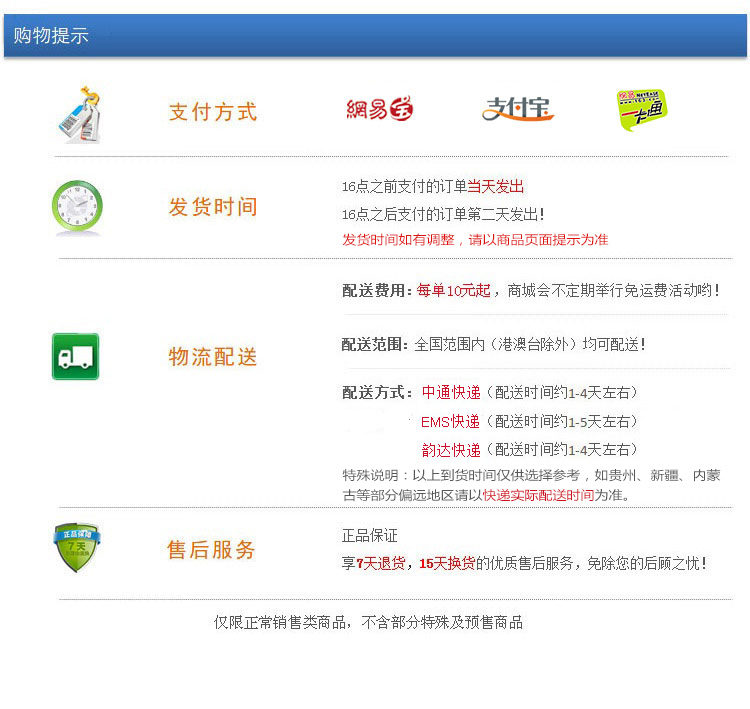 购物提示
支付方式
網易宝
支付宝
網易 NETEASE
www.163.com
一卡通
发货时间
16点之前支付的订单当天发出
16点之后支付的订单第二天发出！
发货时间如有调整，请以商品页面提示为准
物流配送
配送费用：每单10元起，商城会不定期举行免运费活动哟！
配送范围：全国范围内（港澳台除外）均可配送！
配送方式：中通快递（配送时间约1-4天左右）
EMS快递（配送时间约1-5天左右）
韵达快递（配送时间约1-4天左右）
特殊说明：以上到货时间仅供选择参考，如贵州、新疆、内蒙
古等部分偏远地区请以快递实际配送时间为准。
正品保障
7天
售后服务
正品保证
享7天退货，15天换货的优质售后服务，免除您的后顾之忧！
仅限正常销售类商品，不含部分特殊及预售商品